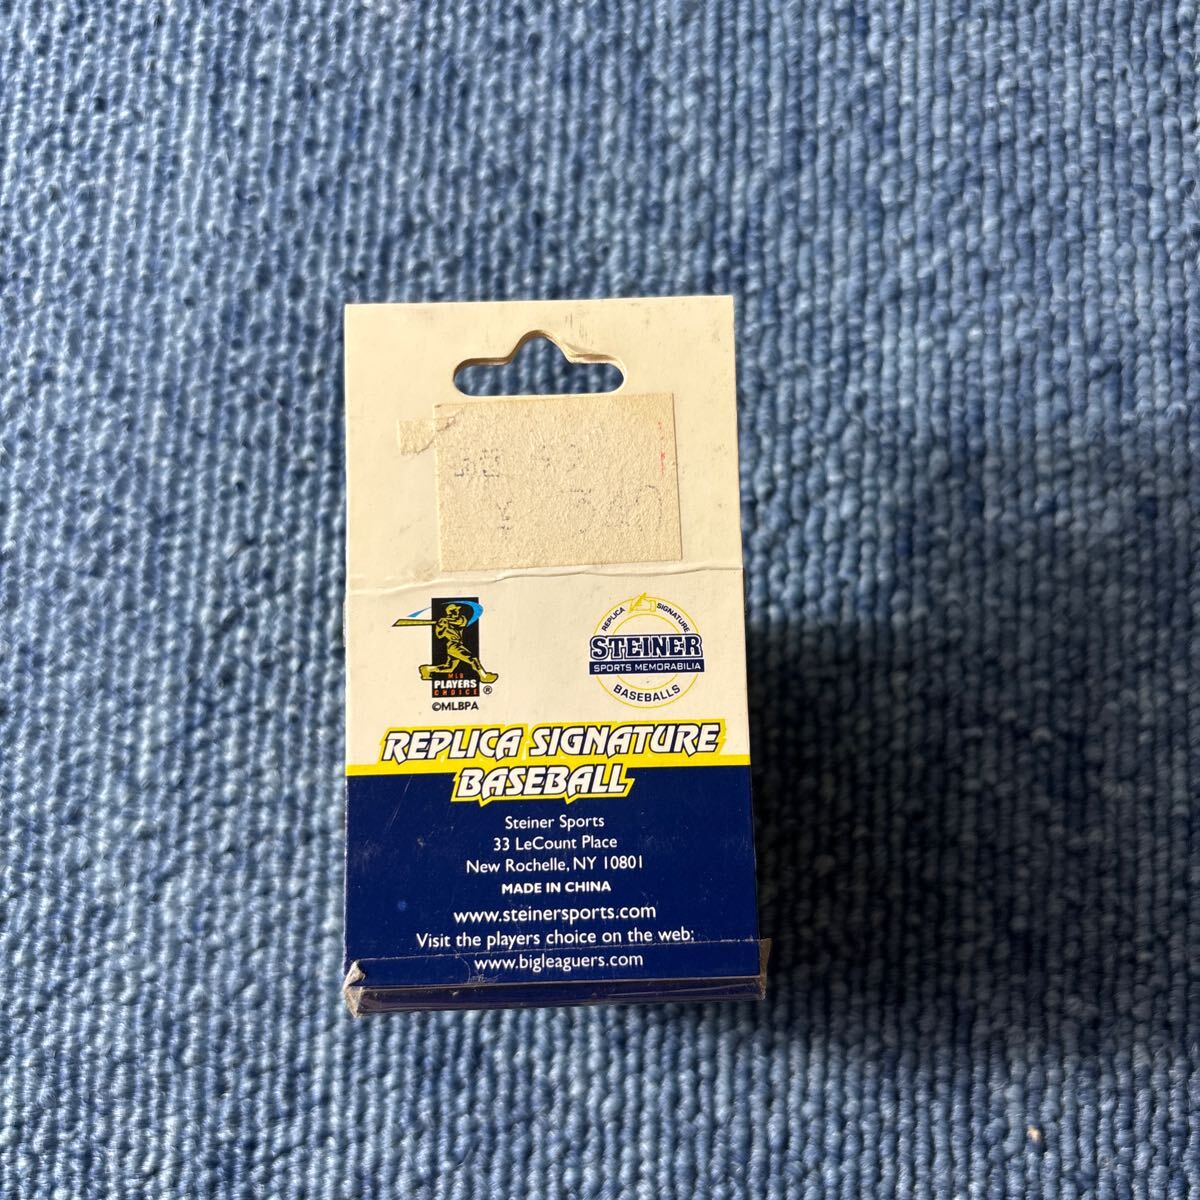 MLB
PLAYERS
CHOICE ®
©MLBPA
REPLICA SIGNATURE
STEINER
SPORTS MEMORABILIA
BASEBALLS
REPLICA SIGNATURE
BASEBALL
Steiner Sports
33 LeCount Place
New Rochelle, NY 10801
MADE IN CHINA
www.steinersports.com
Visit the players choice on the web:
www.bigleaguers.com